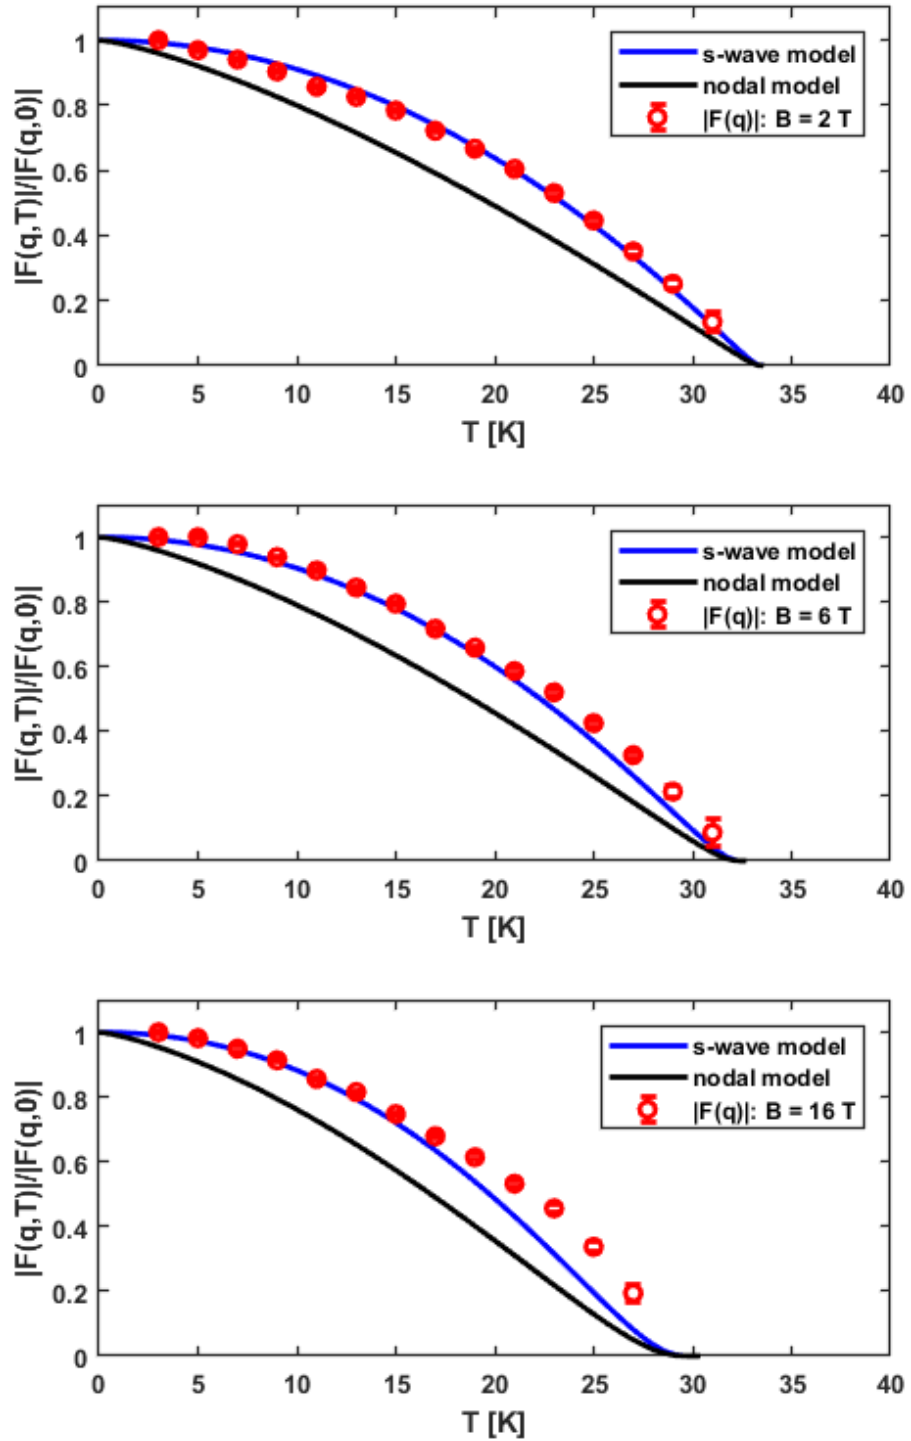 |F(q,T)|/|F(q,0)|
1
0.8
0.6
0.4
0.2
0
s-wave model
nodal model
|F(q)|: B = 2 T
0 5 10 15 20 25 30 35 40
T [K]
|F(q,T)|/|F(q,0)|
1
0.8
0.6
0.4
0.2
0
s-wave model
nodal model
|F(q)|: B = 6 T
0 5 10 15 20 25 30 35 40
T [K]
|F(q,T)|/|F(q,0)|
1
0.8
0.6
0.4
0.2
0
s-wave model
nodal model
|F(q)|: B = 16 T
0 5 10 15 20 25 30 35 40
T [K]